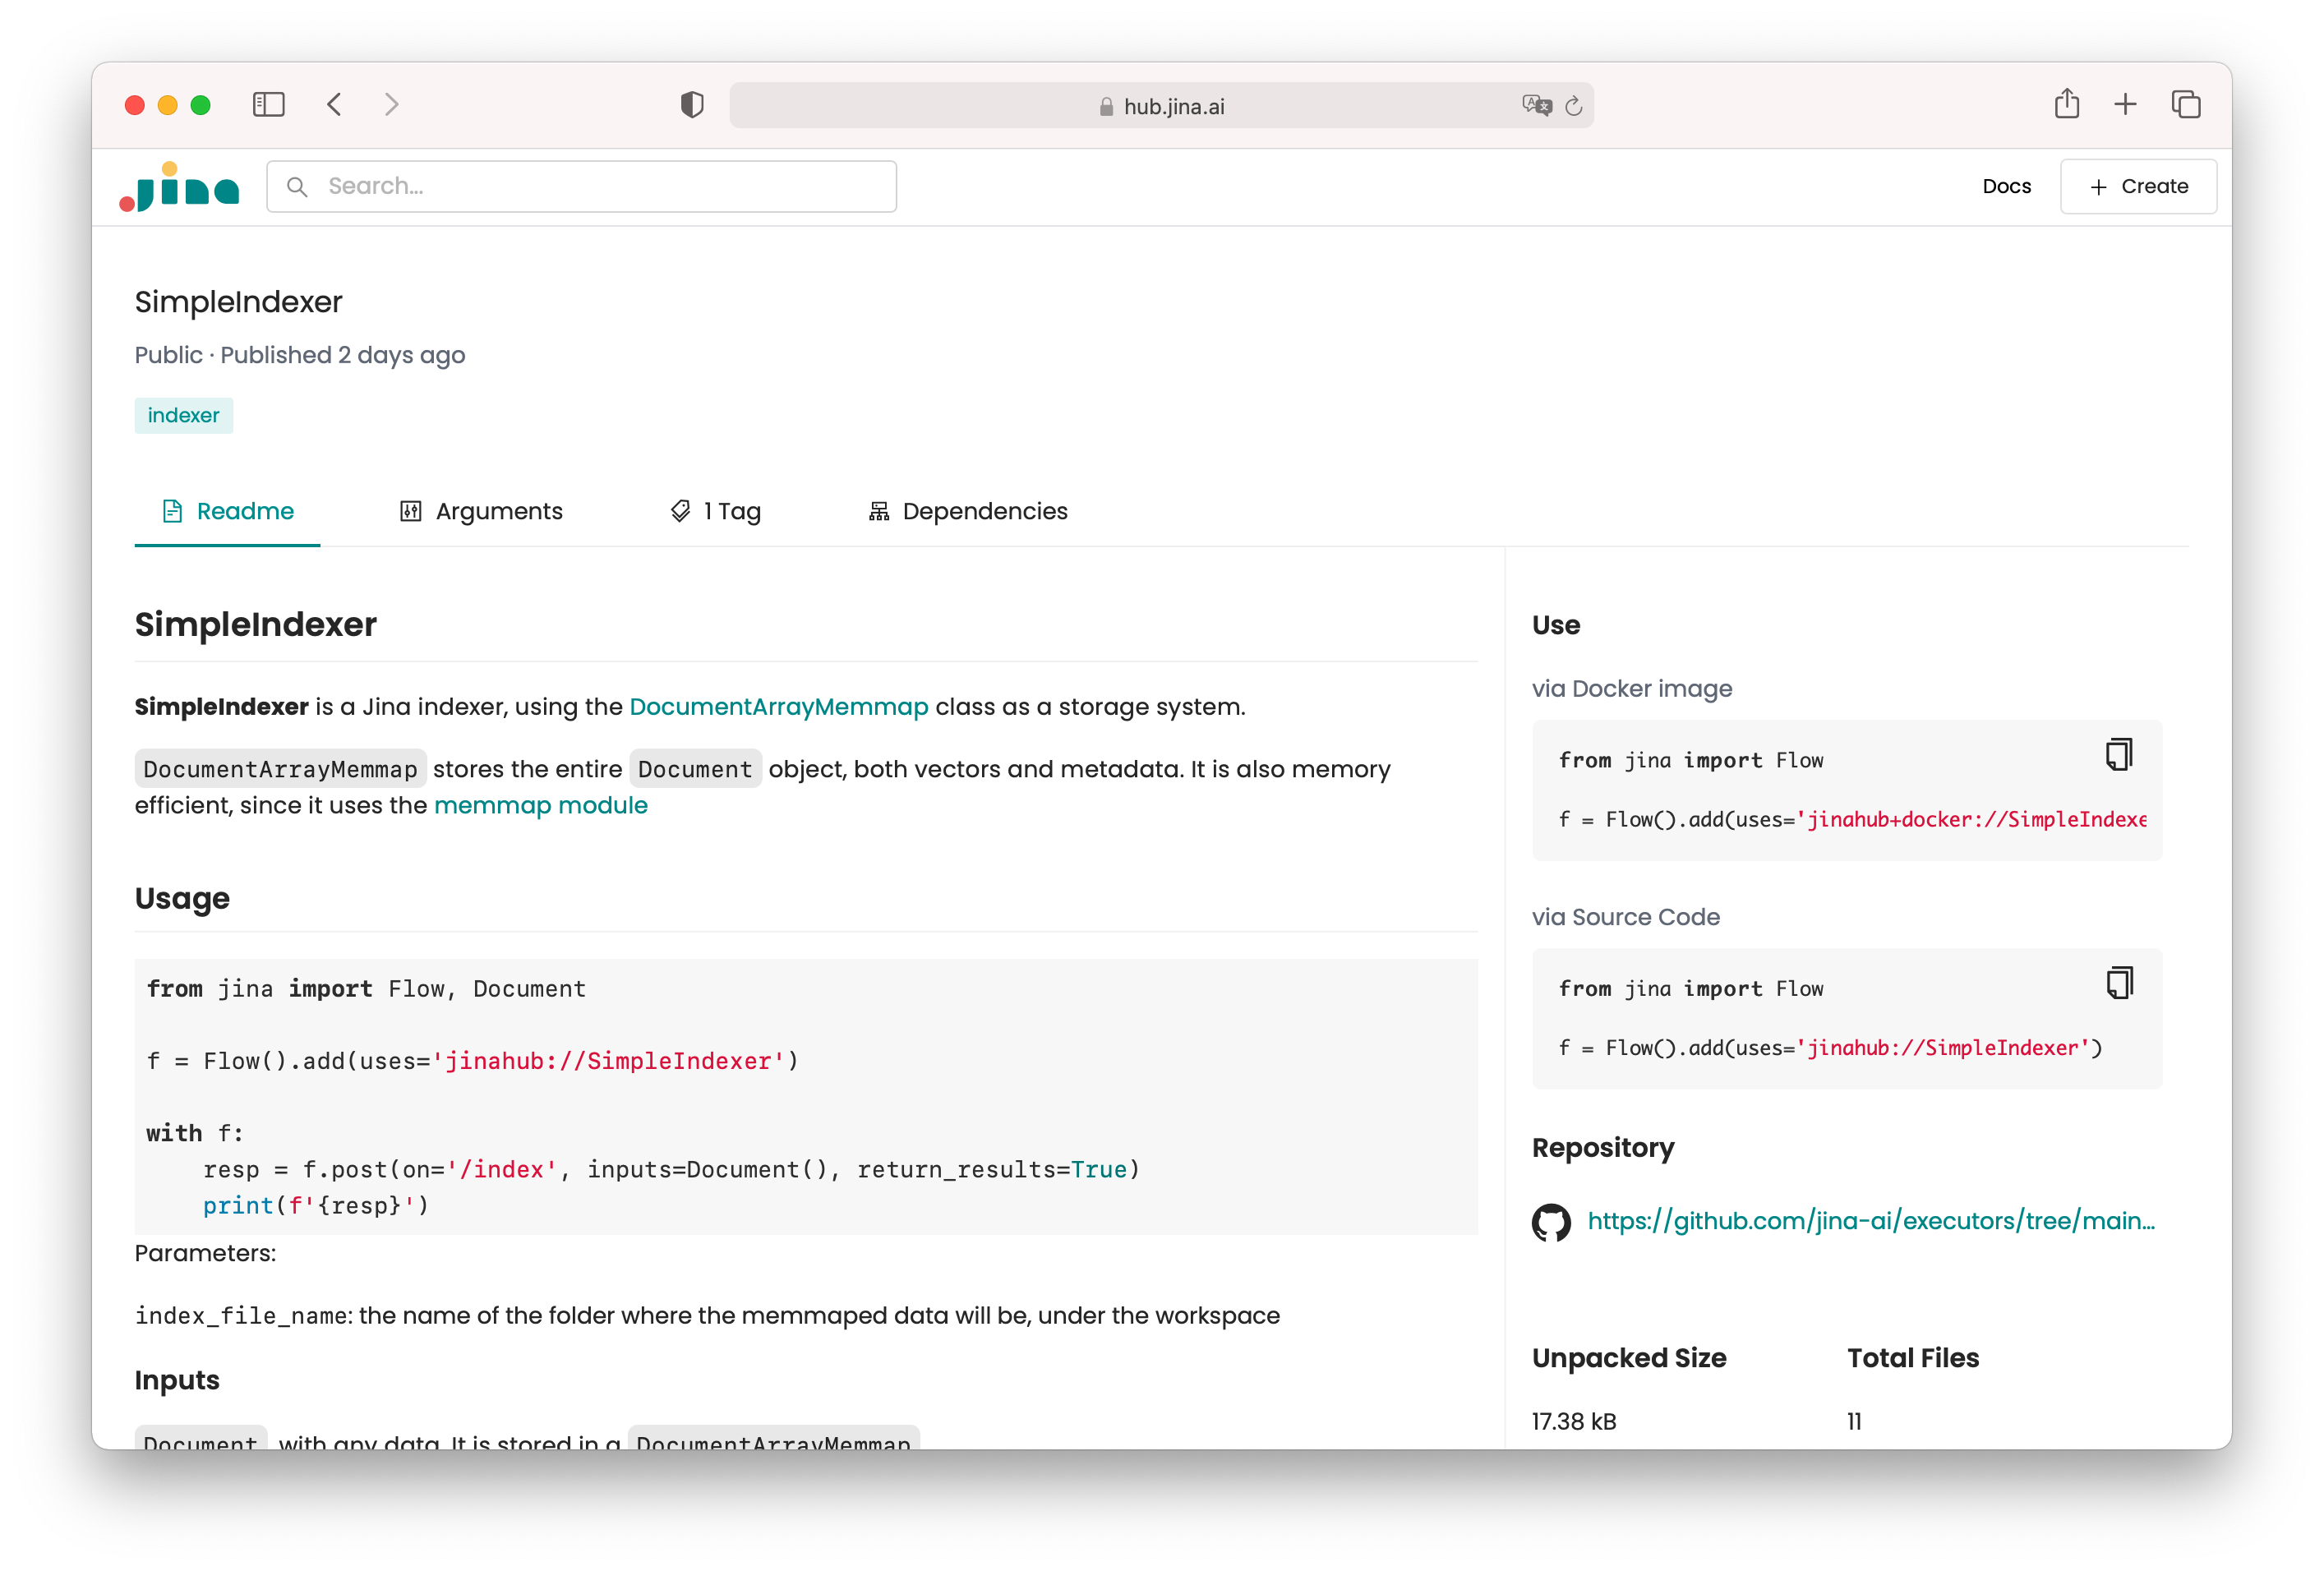 hub.jina.ai
Jina
Search...
Docs
+ Create
SimpleIndexer
Public · Published 2 days ago
indexer
Readme
Arguments
1 Tag
Dependencies
SimpleIndexer
SimpleIndexer is a Jina indexer, using the DocumentArrayMemmap class as a storage system.
DocumentArrayMemmap stores the entire Document object, both vectors and metadata. It is also memory
efficient, since it uses the memmap module
Usage
from jina import Flow, Document
f = Flow().add(uses='jinahub://SimpleIndexer')
with f:
    resp = f.post(on='/index', inputs=Document(), return_results=True)
    print(f'{resp}')
Parameters:
index_file_name: the name of the folder where the memmaped data will be, under the workspace
Inputs
Document with any data. It is stored in a DocumentArrayMemmap
Use
via Docker image
from jina import Flow
f = Flow().add(uses='jinahub+docker://SimpleIndexe
via Source Code
from jina import Flow
f = Flow().add(uses='jinahub://SimpleIndexer')
Repository
https://github.com/jina-ai/executors/tree/main...
Unpacked Size
Total Files
17.38 kB
11